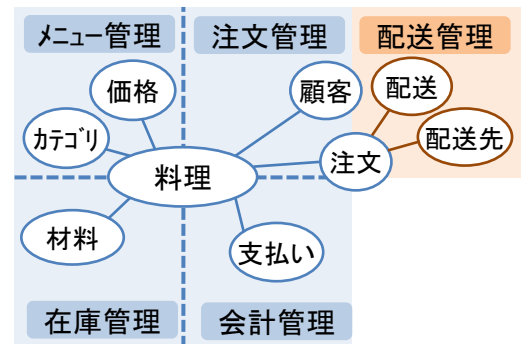 メニュー管理
注文管理
配送管理
価格
顧客
配送
カテゴリ
配送先
料理
注文
材料
支払い
在庫管理
会計管理